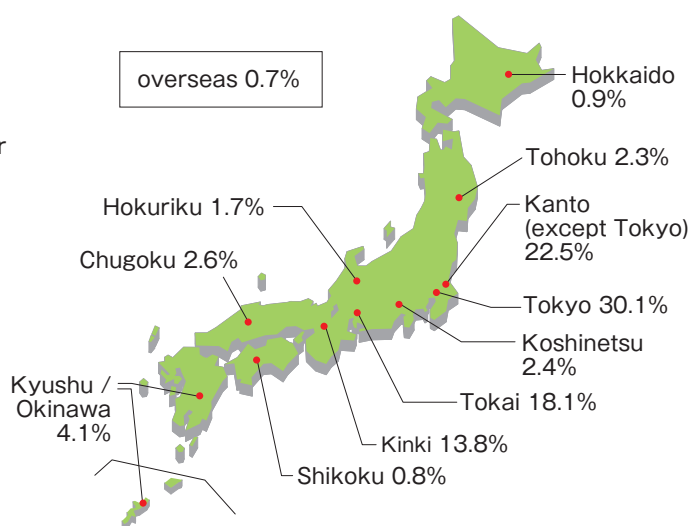 overseas 0.7%
Hokkaido
0.9%
r
Tohoku 2.3%
Hokuriku 1.7%
Kanto
(except Tokyo)
22.5%
Chugoku 2.6%
Tokyo 30.1%
Koshinetsu
2.4%
Kyushu /
Okinawa
4.1%
Tokai 18.1%
Kinki 13.8%
Shikoku 0.8%